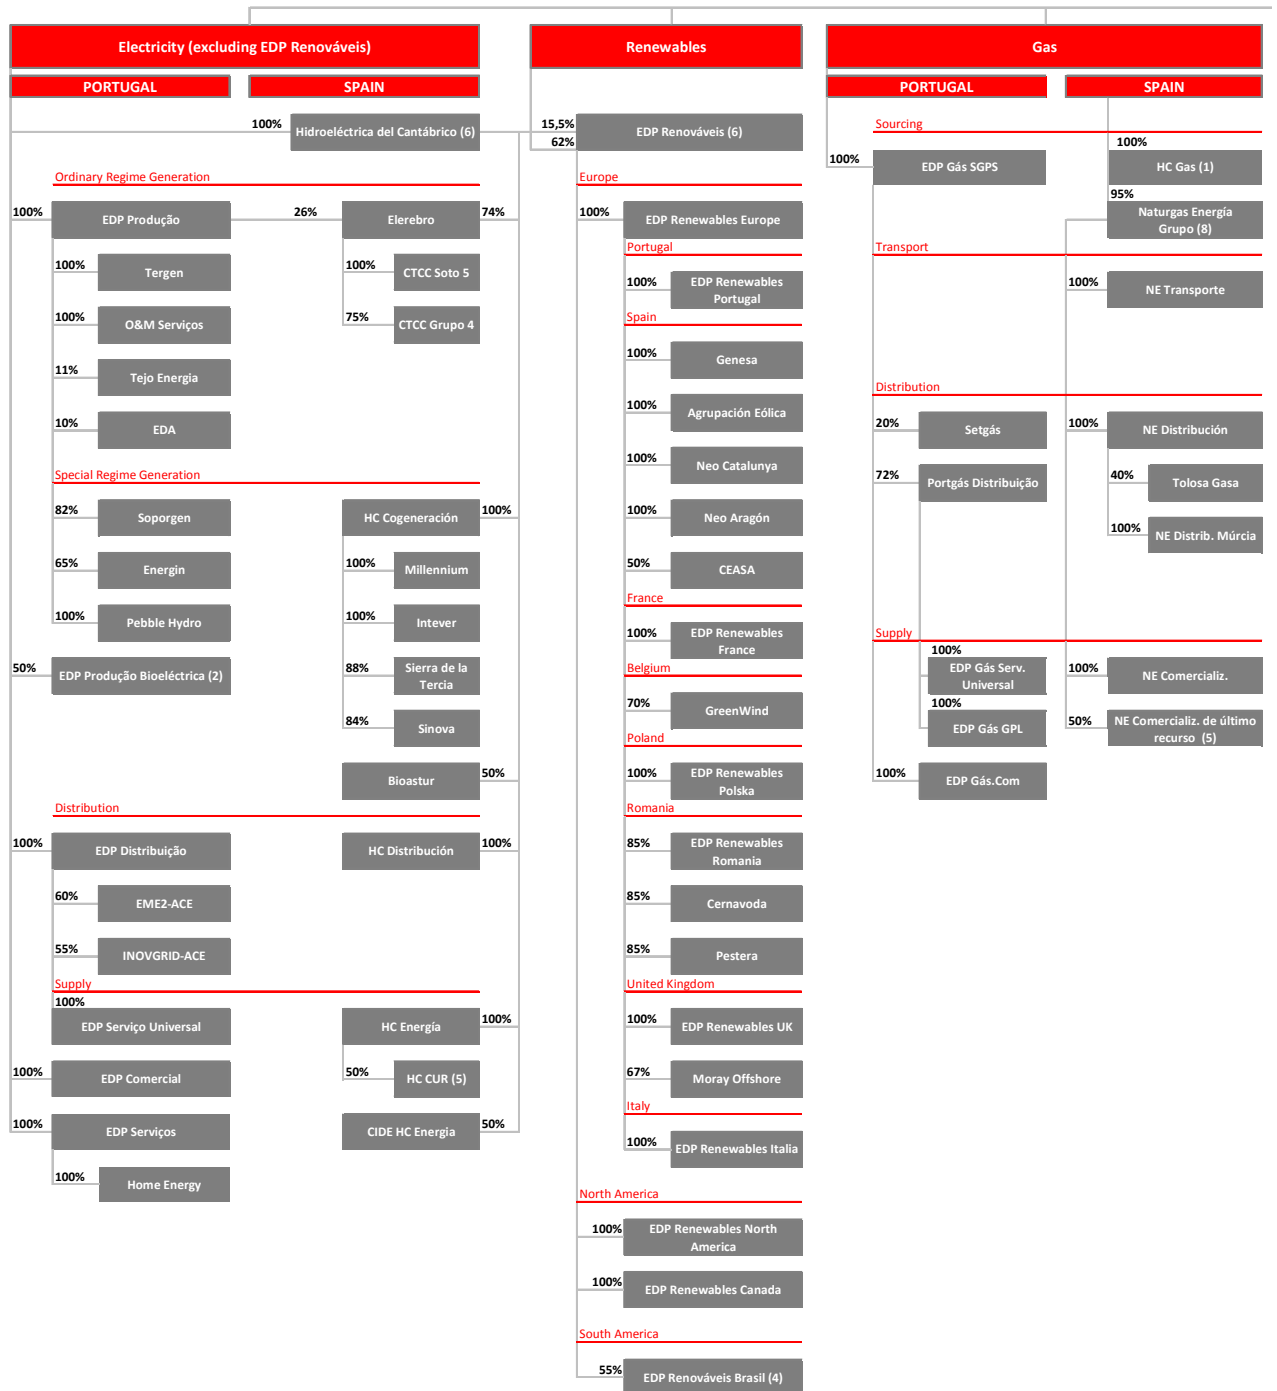 Electricity (excluding EDP Renováveis)
PORTUGAL
SPAIN
100%
Hidroeléctrica del Cantábrico (6)
Ordinary Regime Generation
100%
EDP Produção
26%
Elerebro
74%
100%
Tergen
100%
CTCC Soto 5
100%
O&M Serviços
75%
CTCC Grupo 4
11%
Tejo Energia
10%
EDA
Special Regime Generation
82%
Soporgen
HC Cogeneración
100%
65%
Energin
100%
Millennium
100%
Pebble Hydro
100%
Intever
50%
EDP Produção Bioeléctrica (2)
88%
Sierra de la
Tercia
84%
Sinova
Bioastur
50%
Distribution
100%
EDP Distribuição
HC Distribución
100%
60%
EME2-ACE
55%
INOVGRID-ACE
Supply
100%
EDP Serviço Universal
HC Energía
100%
100%
EDP Comercial
50%
HC CUR (5)
100%
EDP Serviços
CIDE HC Energia
50%
100%
Home Energy
Renewables
15,5%
62%
EDP Renováveis (6)
Europe
100%
EDP Renewables Europe
Portugal
100%
EDP Renewables
Portugal
Spain
100%
Genesa
100%
Agrupación Eólica
100%
Neo Catalunya
100%
Neo Aragón
50%
CEASA
France
100%
EDP Renewables
France
Belgium
70%
GreenWind
Poland
100%
EDP Renewables
Polska
Romania
85%
EDP Renewables
Romania
85%
Cernavoda
85%
Pestera
United Kingdom
100%
EDP Renewables UK
67%
Moray Offshore
Italy
100%
EDP Renewables Italia
North America
100%
EDP Renewables North
America
100%
EDP Renewables Canada
South America
55%
EDP Renováveis Brasil (4)
Gas
PORTUGAL
SPAIN
Sourcing
100%
EDP Gás SGPS
100%
HC Gas (1)
95%
Naturgas Energía
Grupo (8)
Transport
100%
NE Transporte
Distribution
20%
Setgás
100%
NE Distribución
72%
Portgás Distribuição
40%
Tolosa Gasa
100%
NE Distrib. Múrcia
Supply
100%
EDP Gás Serv.
Universal
100%
NE Comercializ.
100%
EDP Gás GPL
50%
NE Comercializ. de último
recurso (5)
100%
EDP Gás.Com